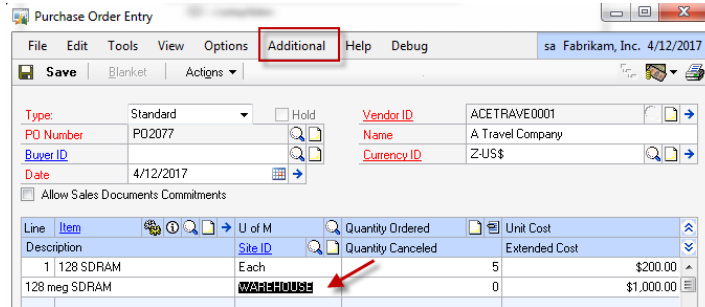 Purchase Order Entry
File Edit Tools View Options Additional Help Debug sa Fabrikam, Inc. 4/12/2017
Save Blanket Actions
Type: Standard Hold Vendor ID ACETRAVE0001
PO Number PO2077 Name A Travel Company
Buyer ID Currency ID Z-US$
Date 4/12/2017
Allow Sales Documents Commitments
Line Item U of M Quantity Ordered Unit Cost
Description Site ID Quantity Canceled Extended Cost
1 128 SDRAM Each 5 $200.00
128 meg SDRAM WAREHOUSE 0 $1,000.00